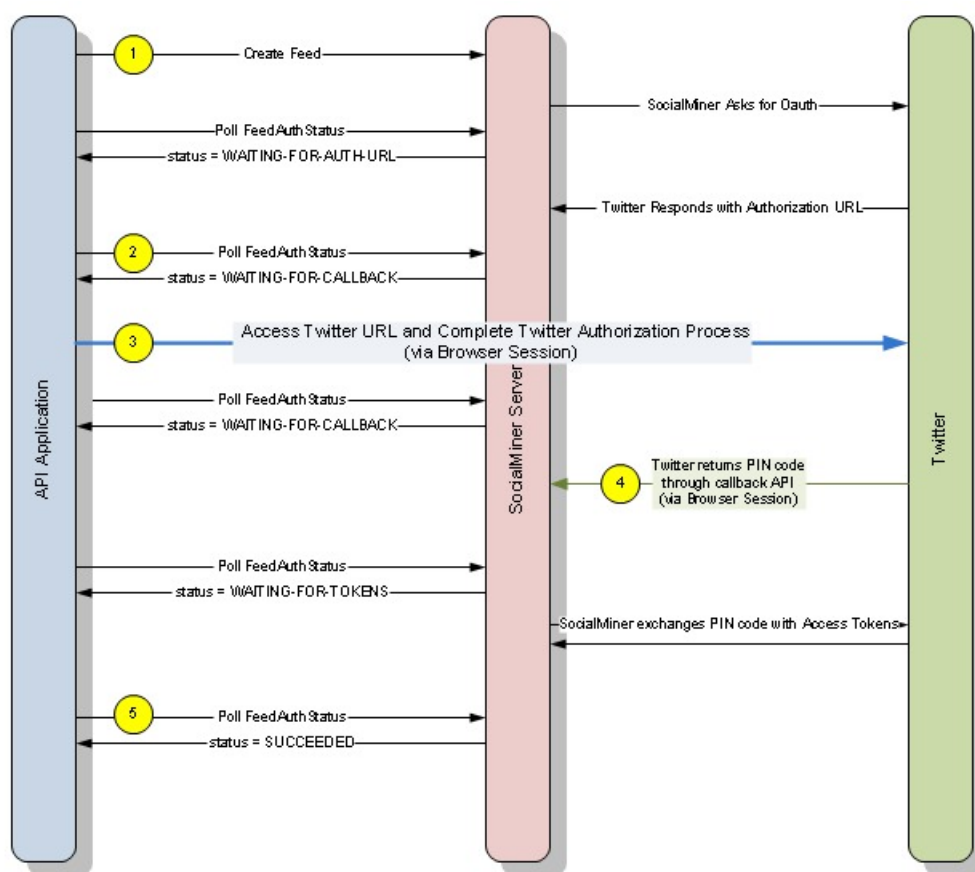 1
Create Feed
SocialMiner Asks for Oauth
Poll FeedAuthStatus
status = WAITING-FOR-AUTH-URL
Twitter Responds with Authorization URL
2
Poll FeedAuthStatus
status = WAITING-FOR-CALLBACK
3
Access Twitter URL and Complete Twitter Authorization Process
(via Browser Session)
Poll FeedAuthStatus
status = WAITING-FOR-CALLBACK
API Application
SocialMiner Server
Twitter
4
Twitter returns PIN code
through callback API
(via Browser Session)
Poll FeedAuthStatus
status = WAITING-FOR-TOKENS
SocialMiner exchanges PIN code with Access Tokens
5
Poll FeedAuthStatus
status = SUCCEEDED